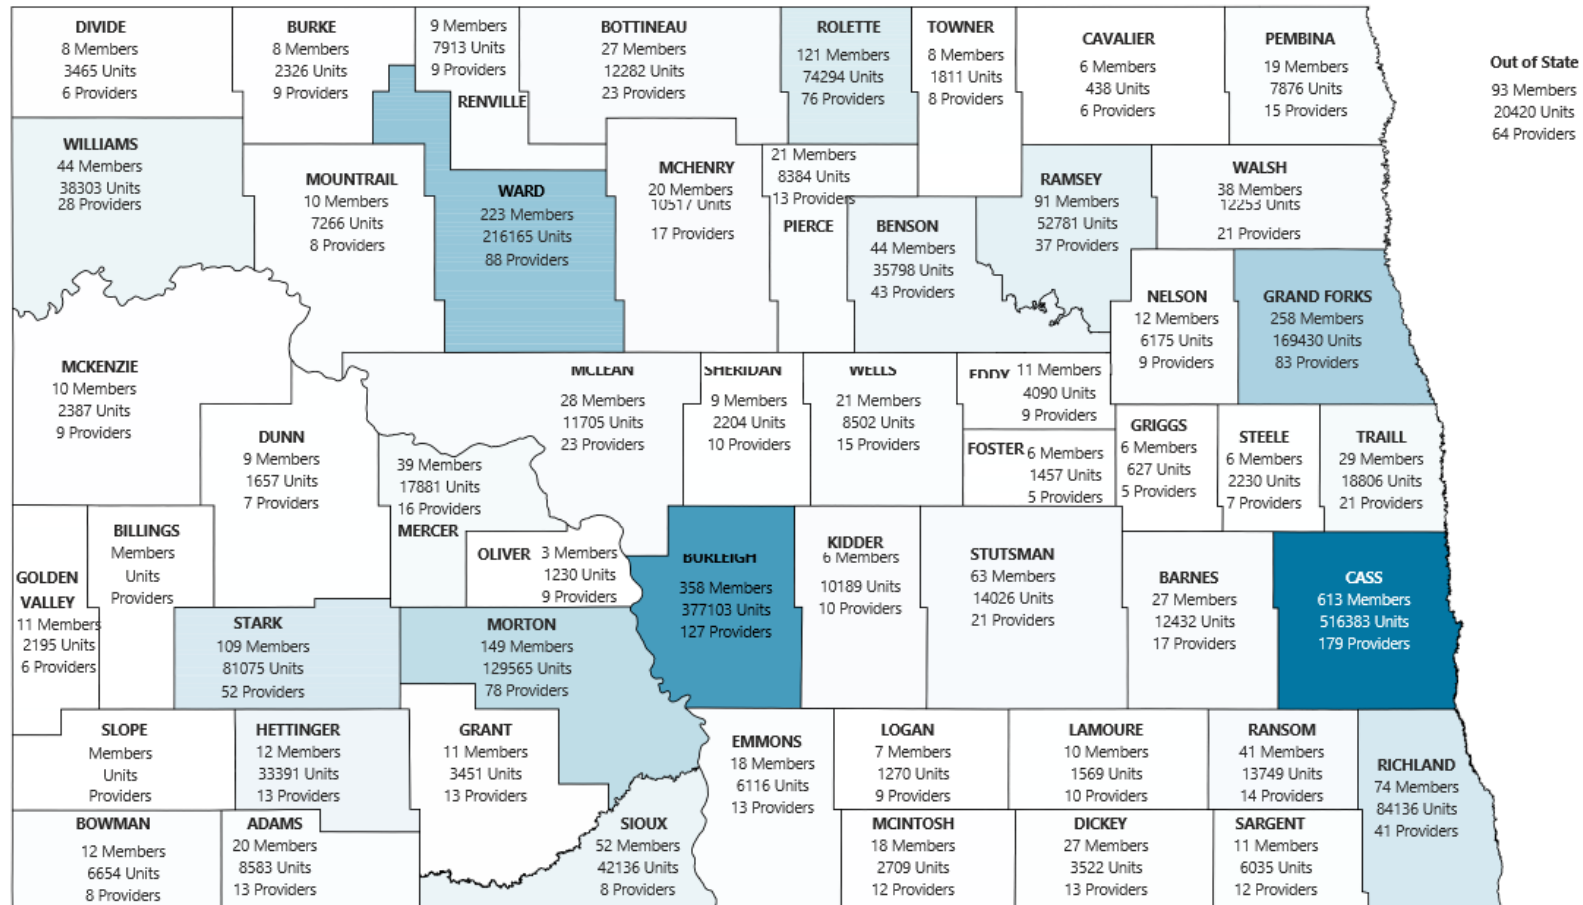 DIVIDE
8 Members
3465 Units
6 Providers
BURKE
8 Members
2326 Units
9 Providers
9 Members
7913 Units
9 Providers
RENVILLE
BOTTINEAU
27 Members
12282 Units
23 Providers
ROLETTE
121 Members
74294 Units
76 Providers
TOWNER
8 Members
1811 Units
8 Providers
CAVALIER
6 Members
438 Units
6 Providers
PEMBINA
19 Members
7876 Units
15 Providers
Out of State
93 Members
20420 Units
64 Providers
WILLIAMS
44 Members
38303 Units
28 Providers
MOUNTRAIL
10 Members
7266 Units
8 Providers
WARD
223 Members
216165 Units
88 Providers
MCHENRY
20 Members
10517 Units
17 Providers
21 Members
8384 Units
13 Providers
PIERCE
BENSON
44 Members
35798 Units
43 Providers
RAMSEY
91 Members
52781 Units
37 Providers
WALSH
38 Members
12253 Units
21 Providers
NELSON
12 Members
6175 Units
9 Providers
GRAND FORKS
258 Members
169430 Units
83 Providers
MCKENZIE
10 Members
2387 Units
9 Providers
DUNN
9 Members
1657 Units
7 Providers
39 Members
17881 Units
16 Providers
MERCER
MCLEAN
28 Members
11705 Units
23 Providers
SHERIDAN
9 Members
2204 Units
10 Providers
WELLS
21 Members
8502 Units
15 Providers
EDDY 11 Members
4090 Units
9 Providers
FOSTER 6 Members
1457 Units
5 Providers
GRIGGS
6 Members
627 Units
5 Providers
STEELE
6 Members
2230 Units
7 Providers
TRAILL
29 Members
18806 Units
21 Providers
GOLDEN
VALLEY
11 Members
2195 Units
6 Providers
BILLINGS
Members
Units
Providers
OLIVER 3 Members
1230 Units
9 Providers
BURLEIGH
358 Members
377103 Units
127 Providers
KIDDER
6 Members
10189 Units
10 Providers
STUTSMAN
63 Members
14026 Units
21 Providers
BARNES
27 Members
12432 Units
17 Providers
CASS
613 Members
516383 Units
179 Providers
STARK
109 Members
81075 Units
52 Providers
MORTON
149 Members
129565 Units
78 Providers
SLOPE
Members
Units
Providers
HETTINGER
12 Members
33391 Units
13 Providers
GRANT
11 Members
3451 Units
13 Providers
EMMONS
18 Members
6116 Units
13 Providers
LOGAN
7 Members
1270 Units
9 Providers
LAMOURE
10 Members
1569 Units
10 Providers
RANSOM
41 Members
13749 Units
14 Providers
RICHLAND
74 Members
84136 Units
41 Providers
BOWMAN
12 Members
6654 Units
8 Providers
ADAMS
20 Members
8583 Units
13 Providers
SIOUX
52 Members
42136 Units
8 Providers
MCINTOSH
18 Members
2709 Units
12 Providers
DICKEY
27 Members
3522 Units
13 Providers
SARGENT
11 Members
6035 Units
12 Providers